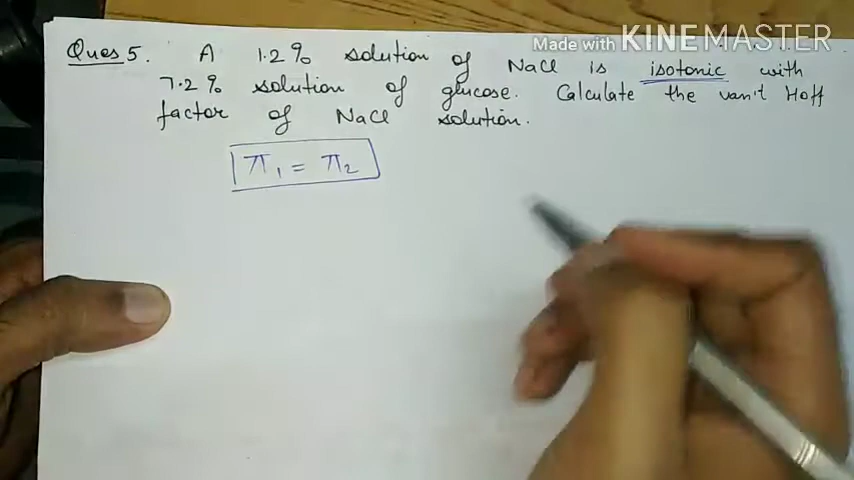 Ques 5. A 1.2% solution of NaCl is isotonic with
7.2% solution of glucose. Calculate the van't Hoff
factor of NaCl solution.
π1 = π2
Made with KINEMASTER